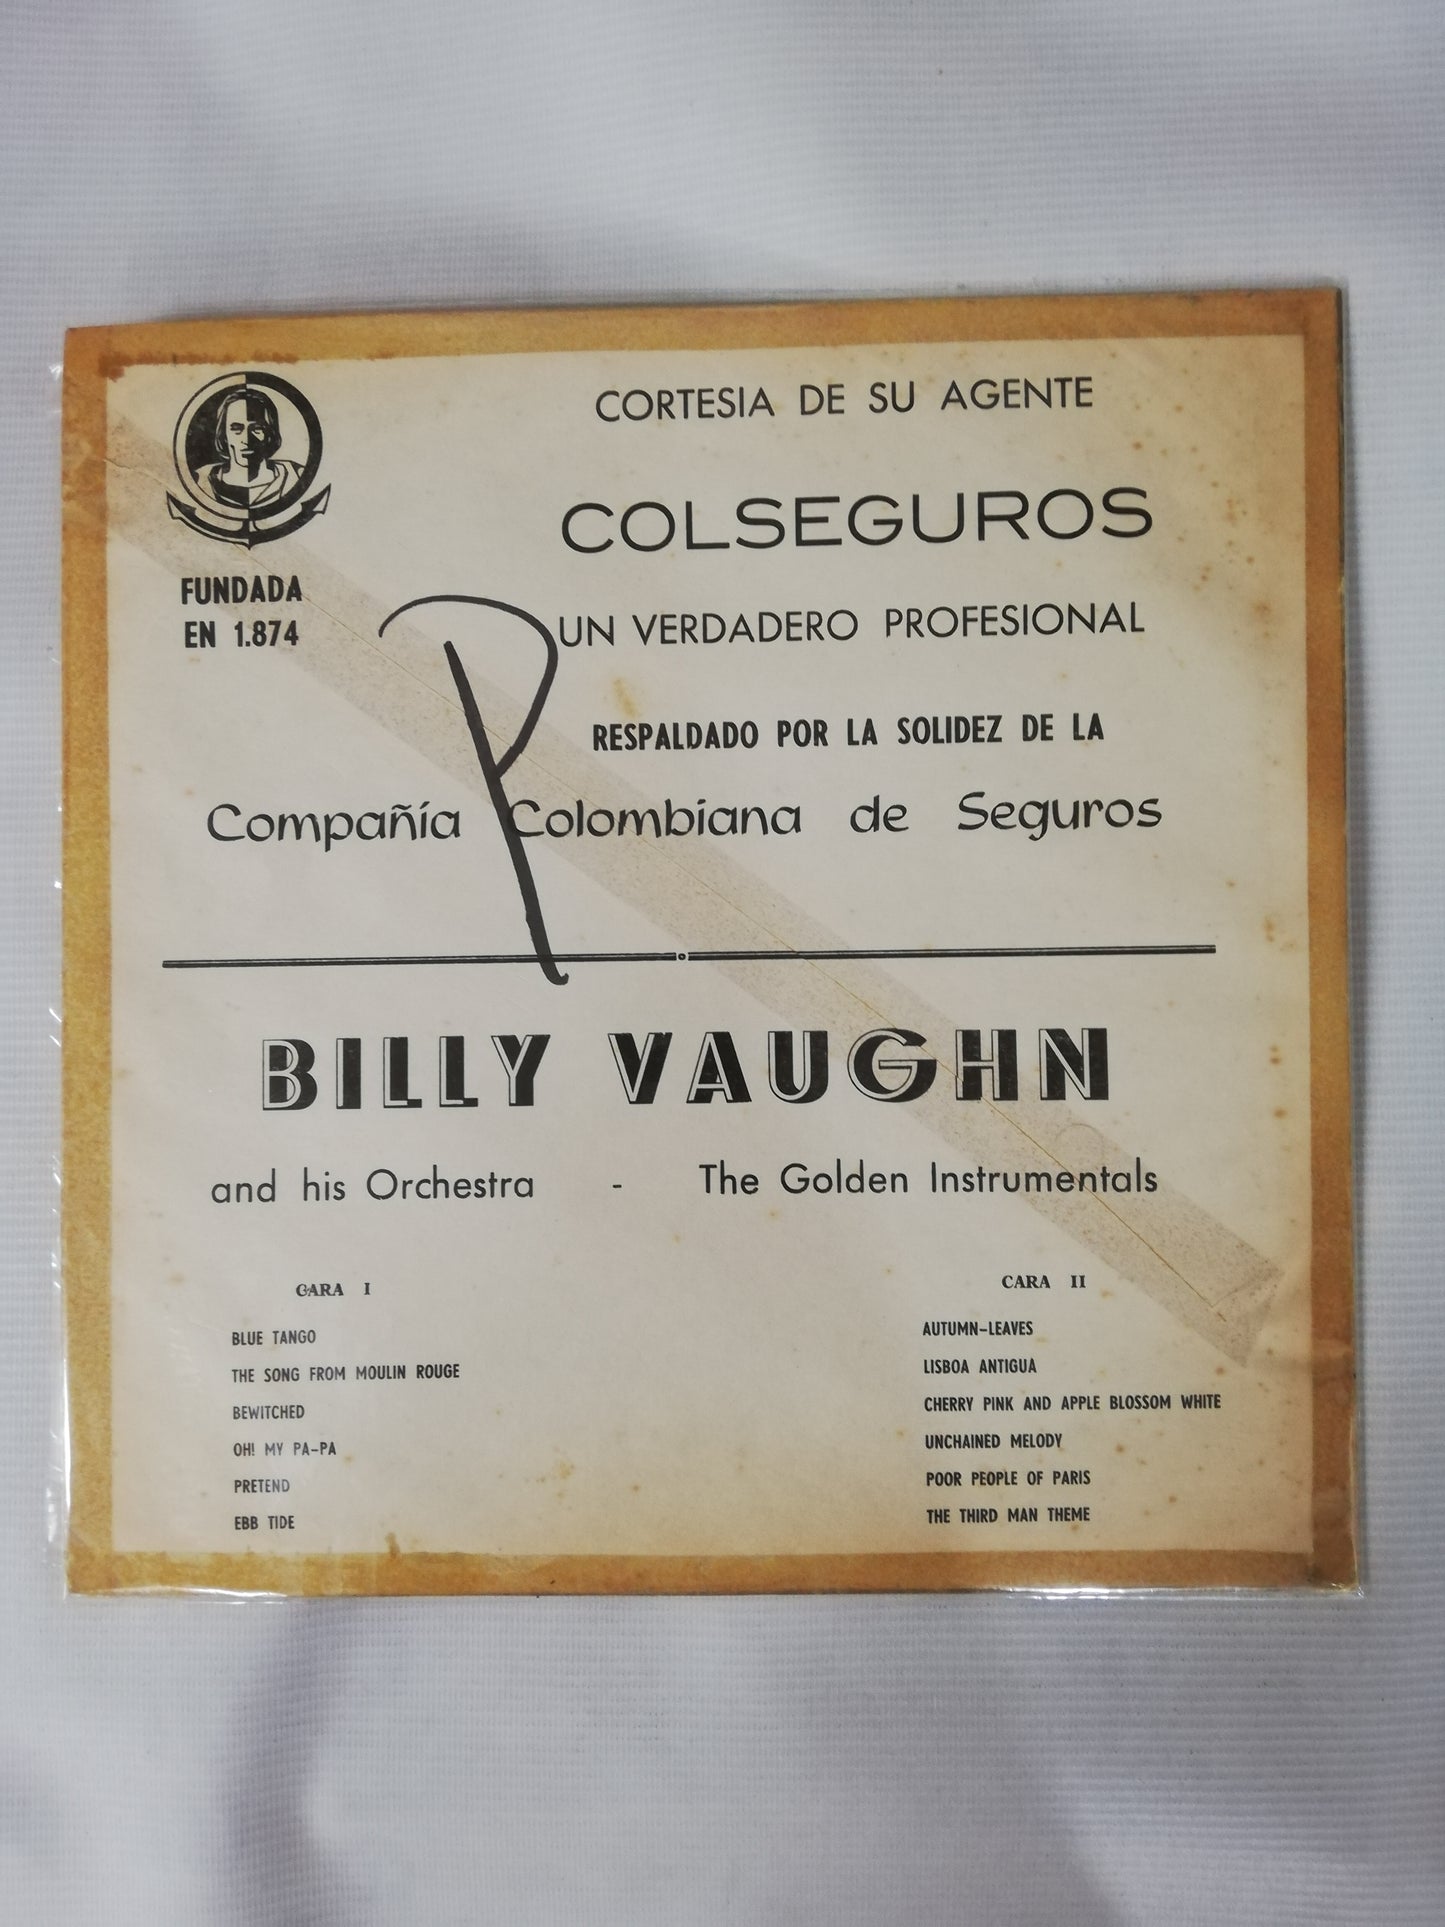 CORTESIA DE SU AGENTE
COLSEGUROS
FUNDADA
EN 1.874
UN VERDADERO PROFESIONAL
RESPALDADO POR LA SOLIDEZ DE LA
Compañía Colombiana de Seguros
P
BILLY VAUGHN
and his Orchestra - The Golden Instrumentals
CARA I
BLUE TANGO
THE SONG FROM MOULIN ROUGE
BEWITCHED
OH! MY PA-PA
PRETEND
EBB TIDE
CARA II
AUTUMN-LEAVES
LISBOA ANTIGUA
CHERRY PINK AND APPLE BLOSSOM WHITE
UNCHAINED MELODY
POOR PEOPLE OF PARIS
THE THIRD MAN THEME